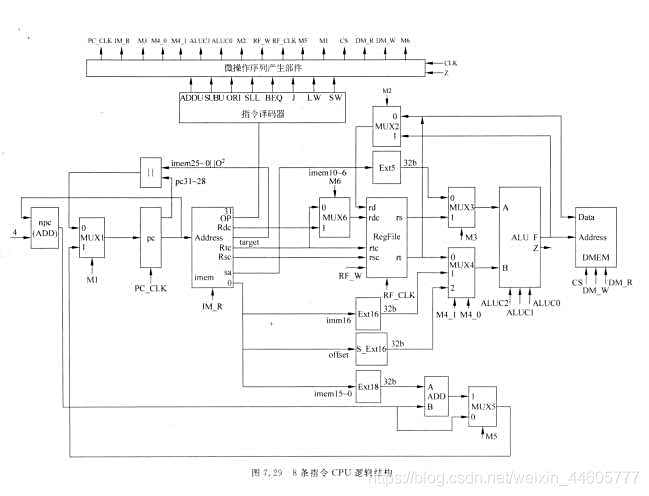 PC_CLK IM_R M3 M4_0 M4_1 ALUC1 ALUC0 M2 RF_W RF_CLK M5 M1 CS DM_R DM_W M6
微操作序列产生部件
CLK
Z
ADDU SUBU ORI SLL BEQ J LW SW
指令译码器
M2
0
MUX2
1
||
imem25~0||0²
pc31~28
imem10~6
Ext5
32b
M6
npc
(ADD)
4
0
MUX1
1
M1
pc
PC_CLK
31
OP
Rdc
Address
Rtc
Rsc
imem
sa
0
IM_R
target
0
MUX6
1
rd
rdc
rs
RegFile
rtc
rsc
rt
RF_W
RF_CLK
0
MUX3
1
M3
0
MUX4
1
2
M4_1
M4_0
A
ALU
F
Z
B
ALUC2
ALUC1
ALUC0
Data
Address
DMEM
CS
DM_W
DM_R
imm16
Ext16
32b
offset
S_Ext16
32b
imem15~0
Ext18
32b
A
ADD
B
1
MUX5
0
M5
图 7.29 8 条指令 CPU 逻辑结构
https://blog.csdn.net/weixin_44605777